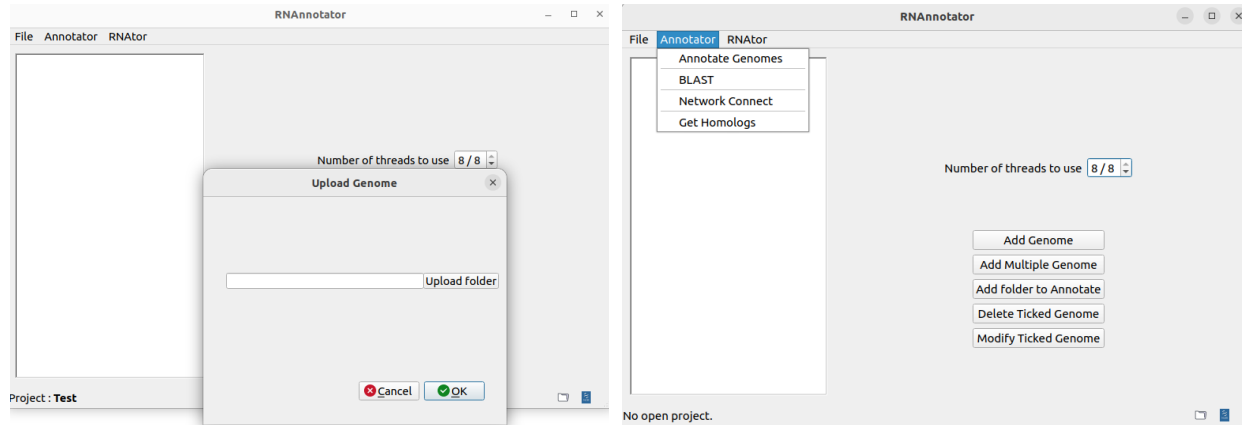 RNAnnotator
File Annotator RNAtor
Number of threads to use 8 / 8
Upload Genome
Upload folder
Cancel OK
Project : Test
RNAnnotator
File Annotator RNAtor
Annotate Genomes
BLAST
Network Connect
Get Homologs
Number of threads to use 8 / 8
Add Genome
Add Multiple Genome
Add folder to Annotate
Delete Ticked Genome
Modify Ticked Genome
No open project.